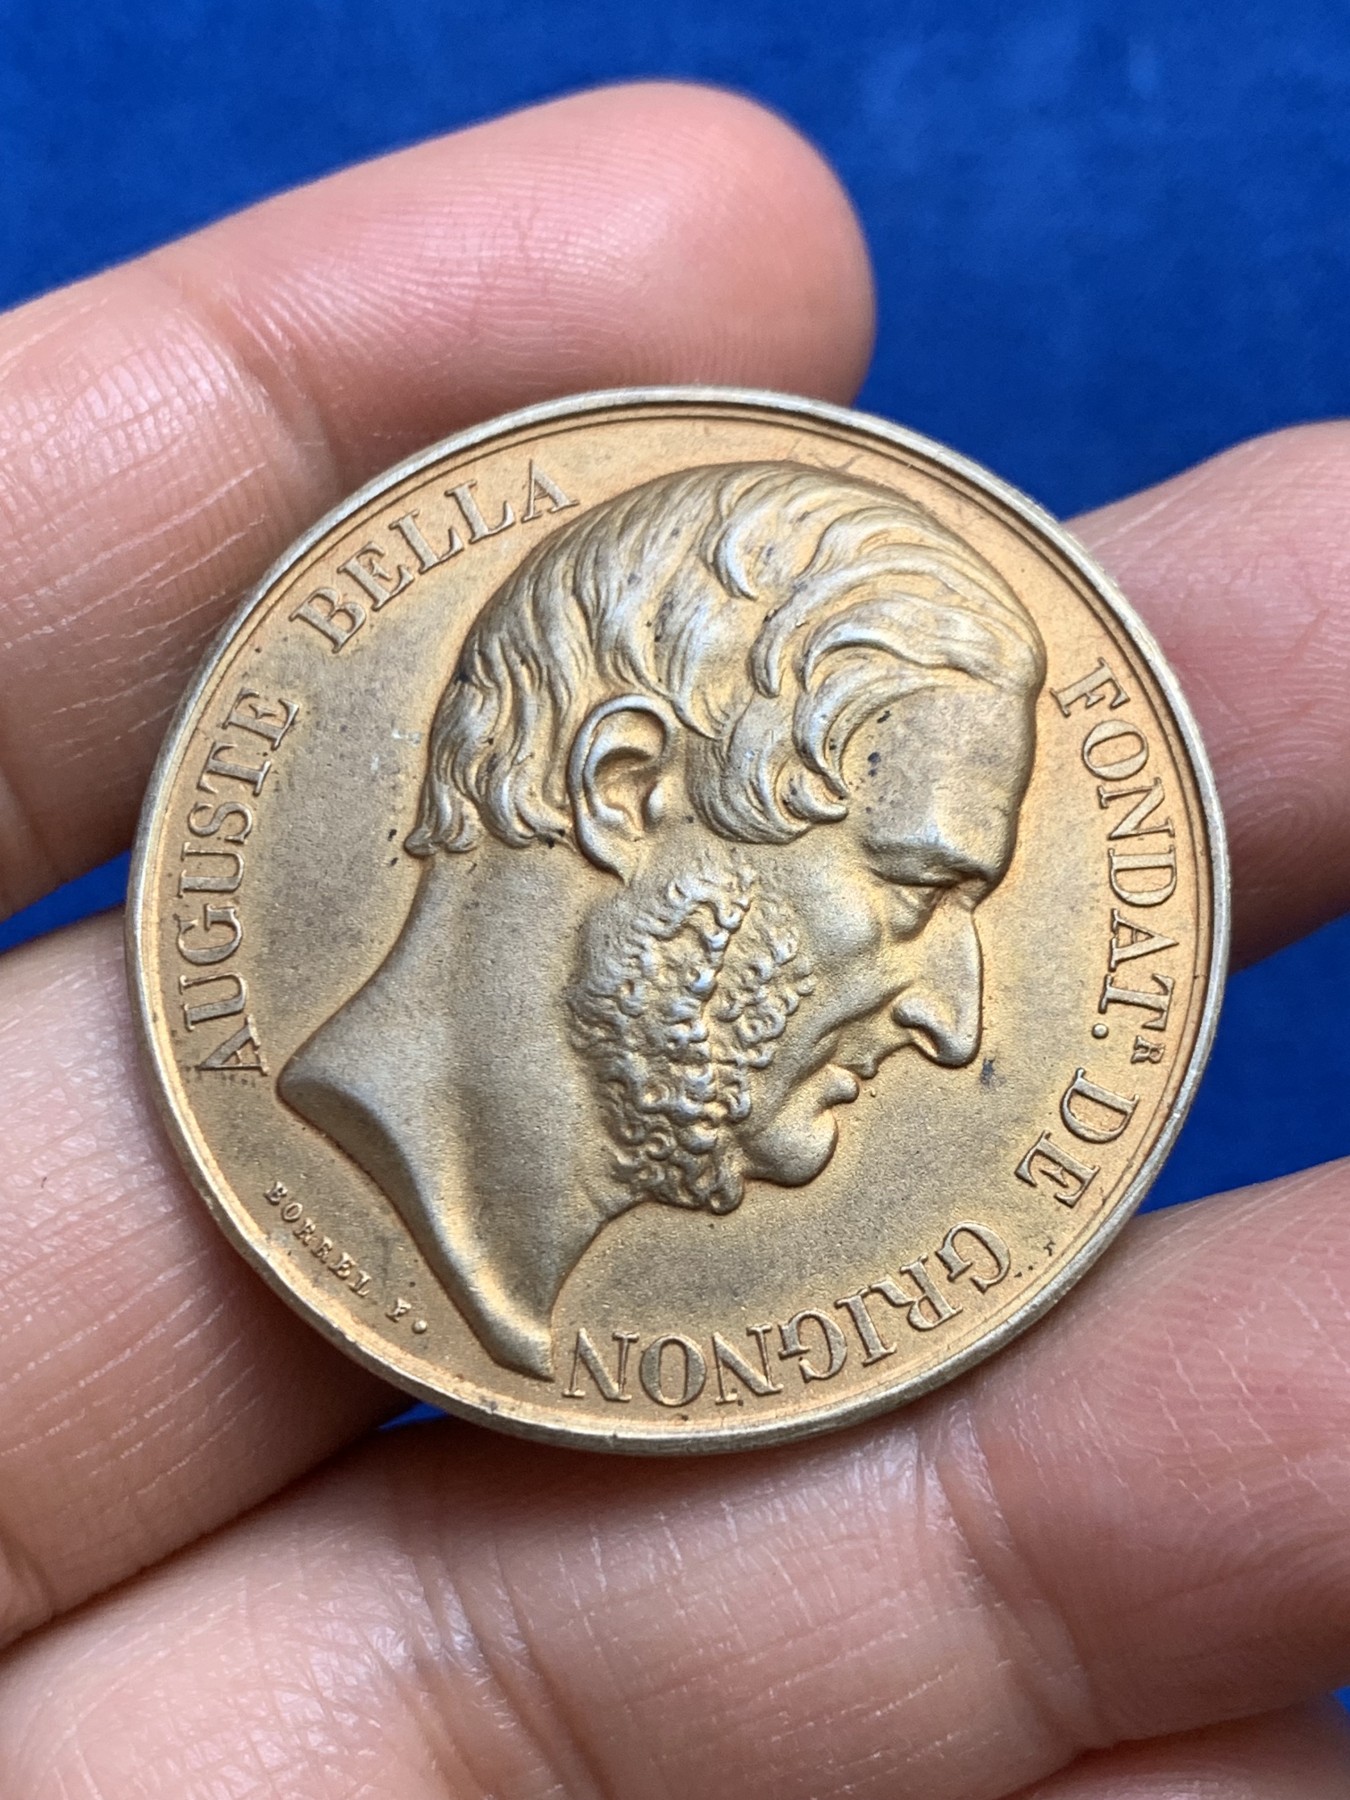 AUGUSTE BELLA
FONDAT.ᴿ DE GRIGNON
BORREL F.